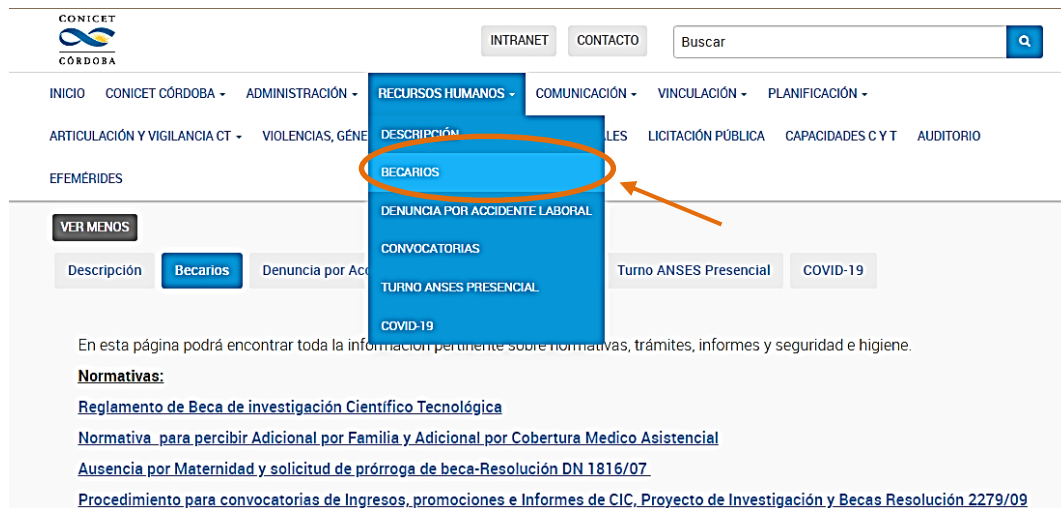 CONICET
CÓRDOBA
INTRANET CONTACTO Buscar
INICIO CONICET CÓRDOBA ADMINISTRACIÓN RECURSOS HUMANOS COMUNICACIÓN VINCULACIÓN PLANIFICACIÓN
ARTICULACIÓN Y VIGILANCIA CT VIOLENCIAS, GÉNE DESCRIPCIÓN LES LICITACIÓN PÚBLICA CAPACIDADES C Y T AUDITORIO
EFEMÉRIDES BECARIOS
DENUNCIA POR ACCIDENTE LABORAL
VER MENOS
CONVOCATORIAS
Descripción Becarios Denuncia por Acc Turno ANSES Presencial COVID-19
TURNO ANSES PRESENCIAL
COVID-19
En esta página podrá encontrar toda la información pertinente sobre normativas, trámites, informes y seguridad e higiene.
Normativas:
Reglamento de Beca de investigación Científico Tecnológica
Normativa para percibir Adicional por Familia y Adicional por Cobertura Medico Asistencial
Ausencia por Maternidad y solicitud de prórroga de beca-Resolución DN 1816/07
Procedimiento para convocatorias de Ingresos, promociones e Informes de CIC, Proyecto de Investigación y Becas Resolución 2279/09